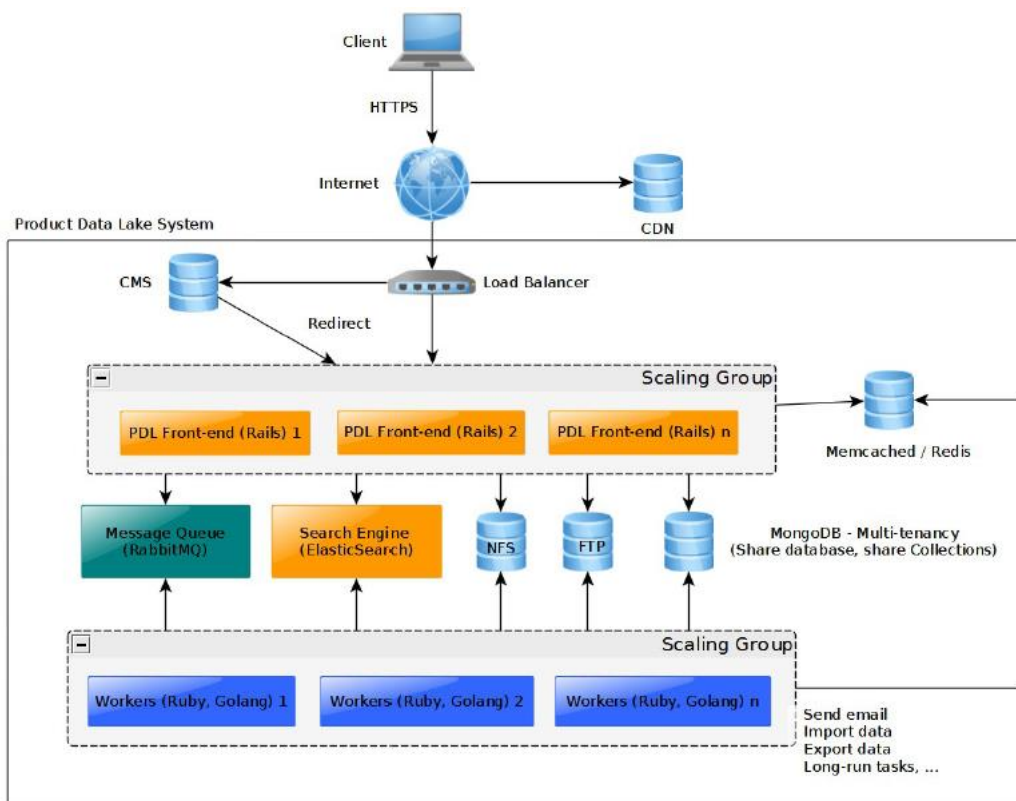 Client
HTTPS
Internet
CDN
Product Data Lake System
CMS
Load Balancer
Redirect
Scaling Group
PDL Front-end (Rails) 1
PDL Front-end (Rails) 2
PDL Front-end (Rails) n
Memcached / Redis
Message Queue
(RabbitMQ)
Search Engine
(ElasticSearch)
NFS
FTP
MongoDB - Multi-tenancy
(Share database, share Collections)
Scaling Group
Workers (Ruby, Golang) 1
Workers (Ruby, Golang) 2
Workers (Ruby, Golang) n
Send email
Import data
Export data
Long-run tasks, ...